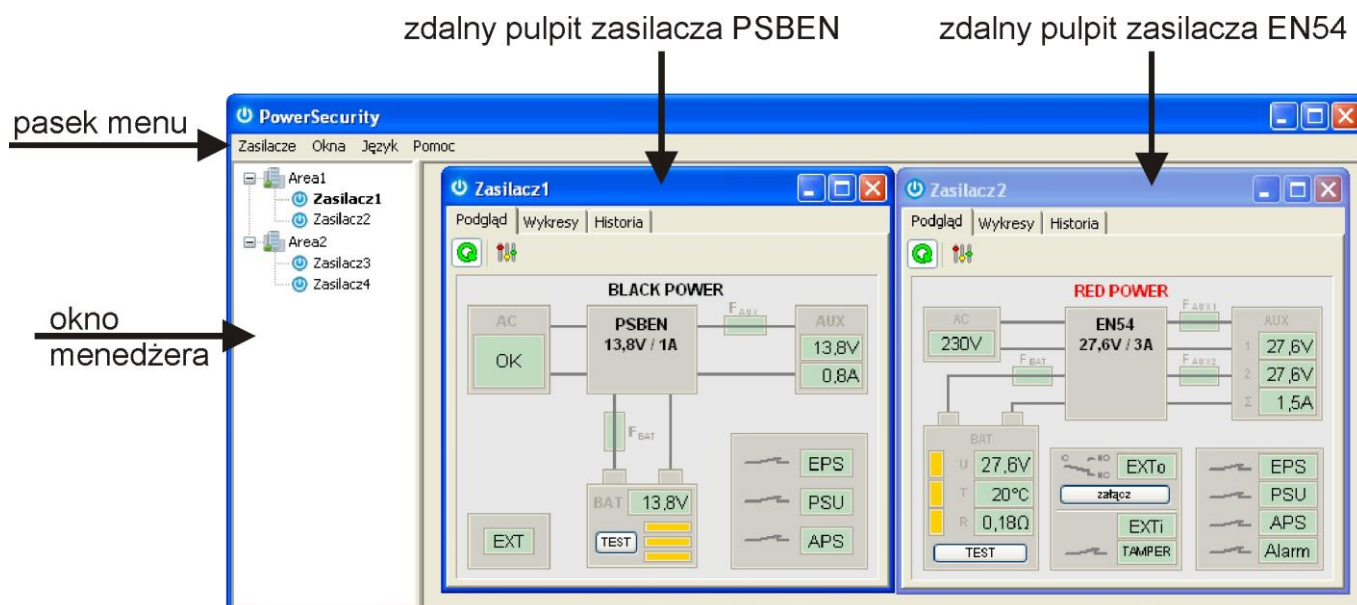 zdalny pulpit zasilacza PSBEN
zdalny pulpit zasilacza EN54
pasek menu
okno
menedżera
PowerSecurity
Zasilacze Okna Język Pomoc
Area1
Zasilacz1
Zasilacz2
Area2
Zasilacz3
Zasilacz4
Zasilacz1
Podgląd Wykresy Historia
BLACK POWER
AC
OK
PSBEN
13,8V / 1A
F AUX
AUX
13,8V
0,8A
F BAT
BAT 13,8V
TEST
EXT
EPS
PSU
APS
Zasilacz2
Podgląd Wykresy Historia
RED POWER
AC
230V
EN54
27,6V / 3A
F BAT
F AUX1
F AUX2
AUX
1 27,6V
2 27,6V
Σ 1,5A
BAT
U 27,6V
T 20°C
R 0,18Ω
TEST
C NO
NC
EXTo
załącz
EXTi
TAMPER
EPS
PSU
APS
Alarm